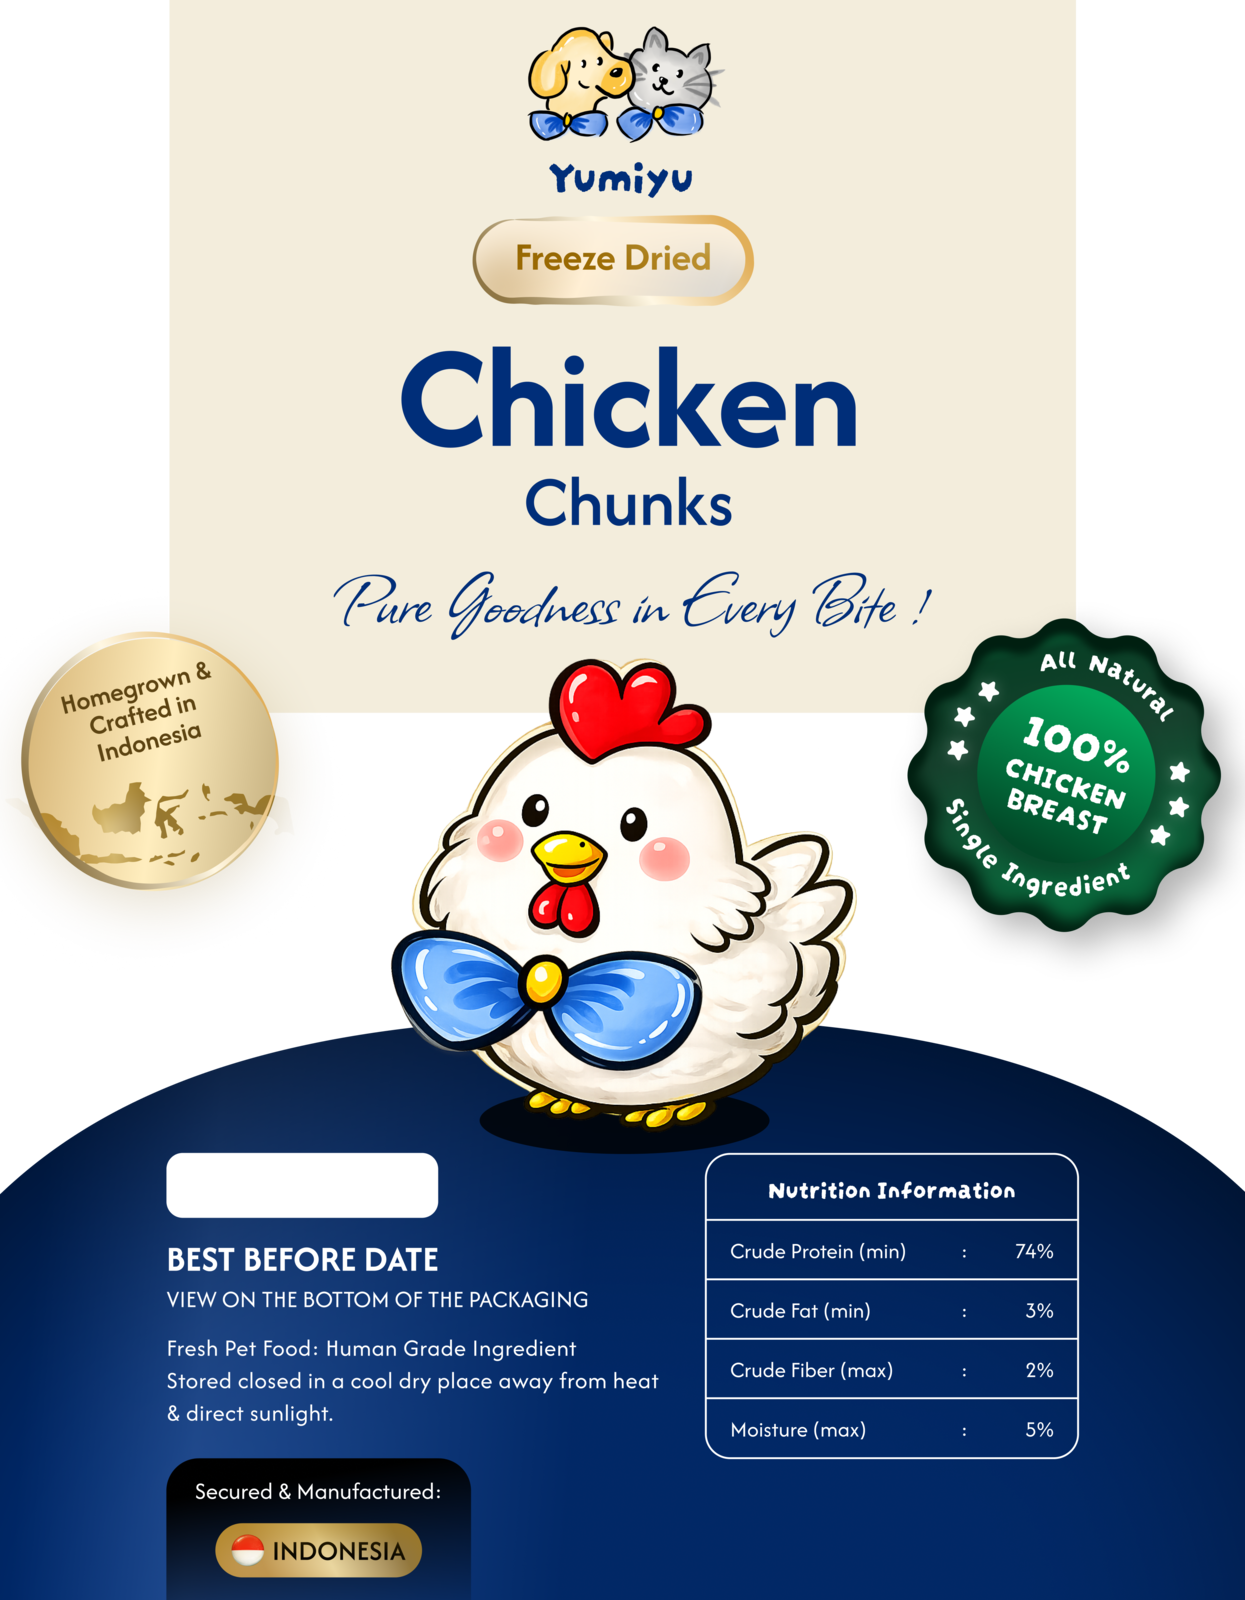 Yumiyu
Freeze Dried
Chicken
Chunks
Pure Goodness in Every Bite !
Homegrown &
Crafted in
Indonesia
All Natural
100%
CHICKEN
BREAST
Single Ingredient
BEST BEFORE DATE
VIEW ON THE BOTTOM OF THE PACKAGING
Fresh Pet Food: Human Grade Ingredient
Stored closed in a cool dry place away from heat
& direct sunlight.
Secured & Manufactured:
INDONESIA
Nutrition Information
Crude Protein (min) : 74%
Crude Fat (min) : 3%
Crude Fiber (max) : 2%
Moisture (max) : 5%